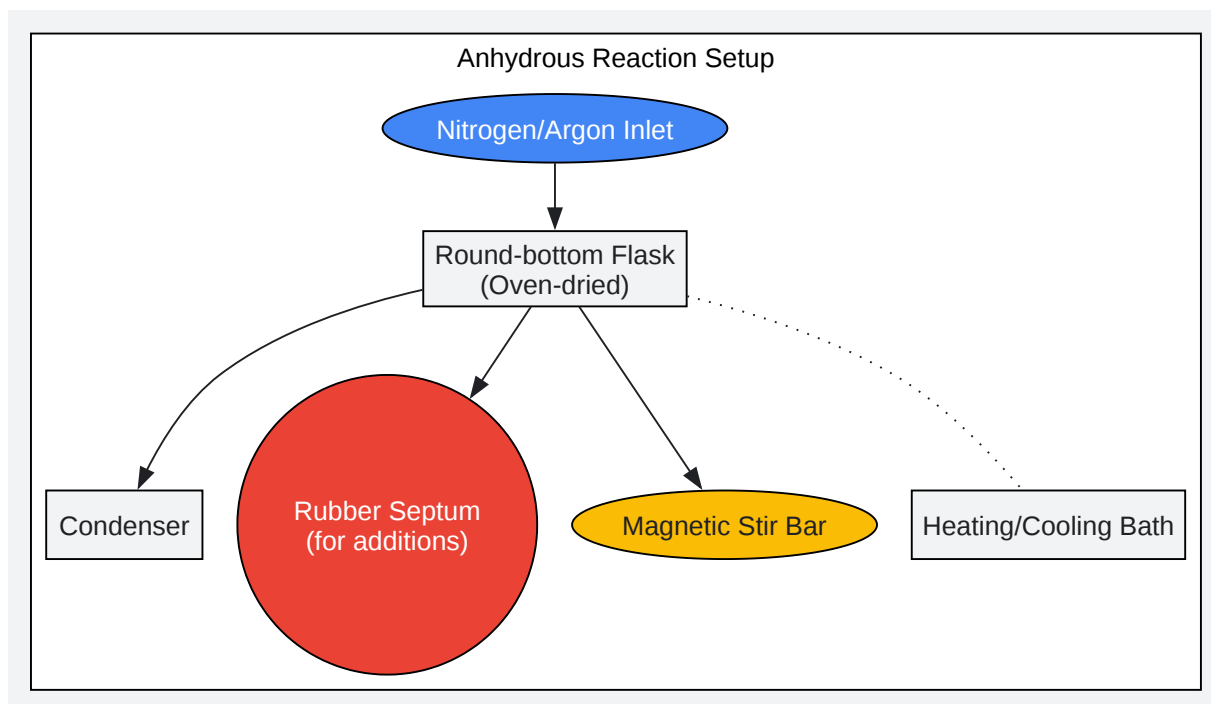 Anhydrous Reaction Setup
Nitrogen/Argon Inlet
Round-bottom Flask
(Oven-dried)
Condenser
Rubber Septum
(for additions)
Magnetic Stir Bar
Heating/Cooling Bath